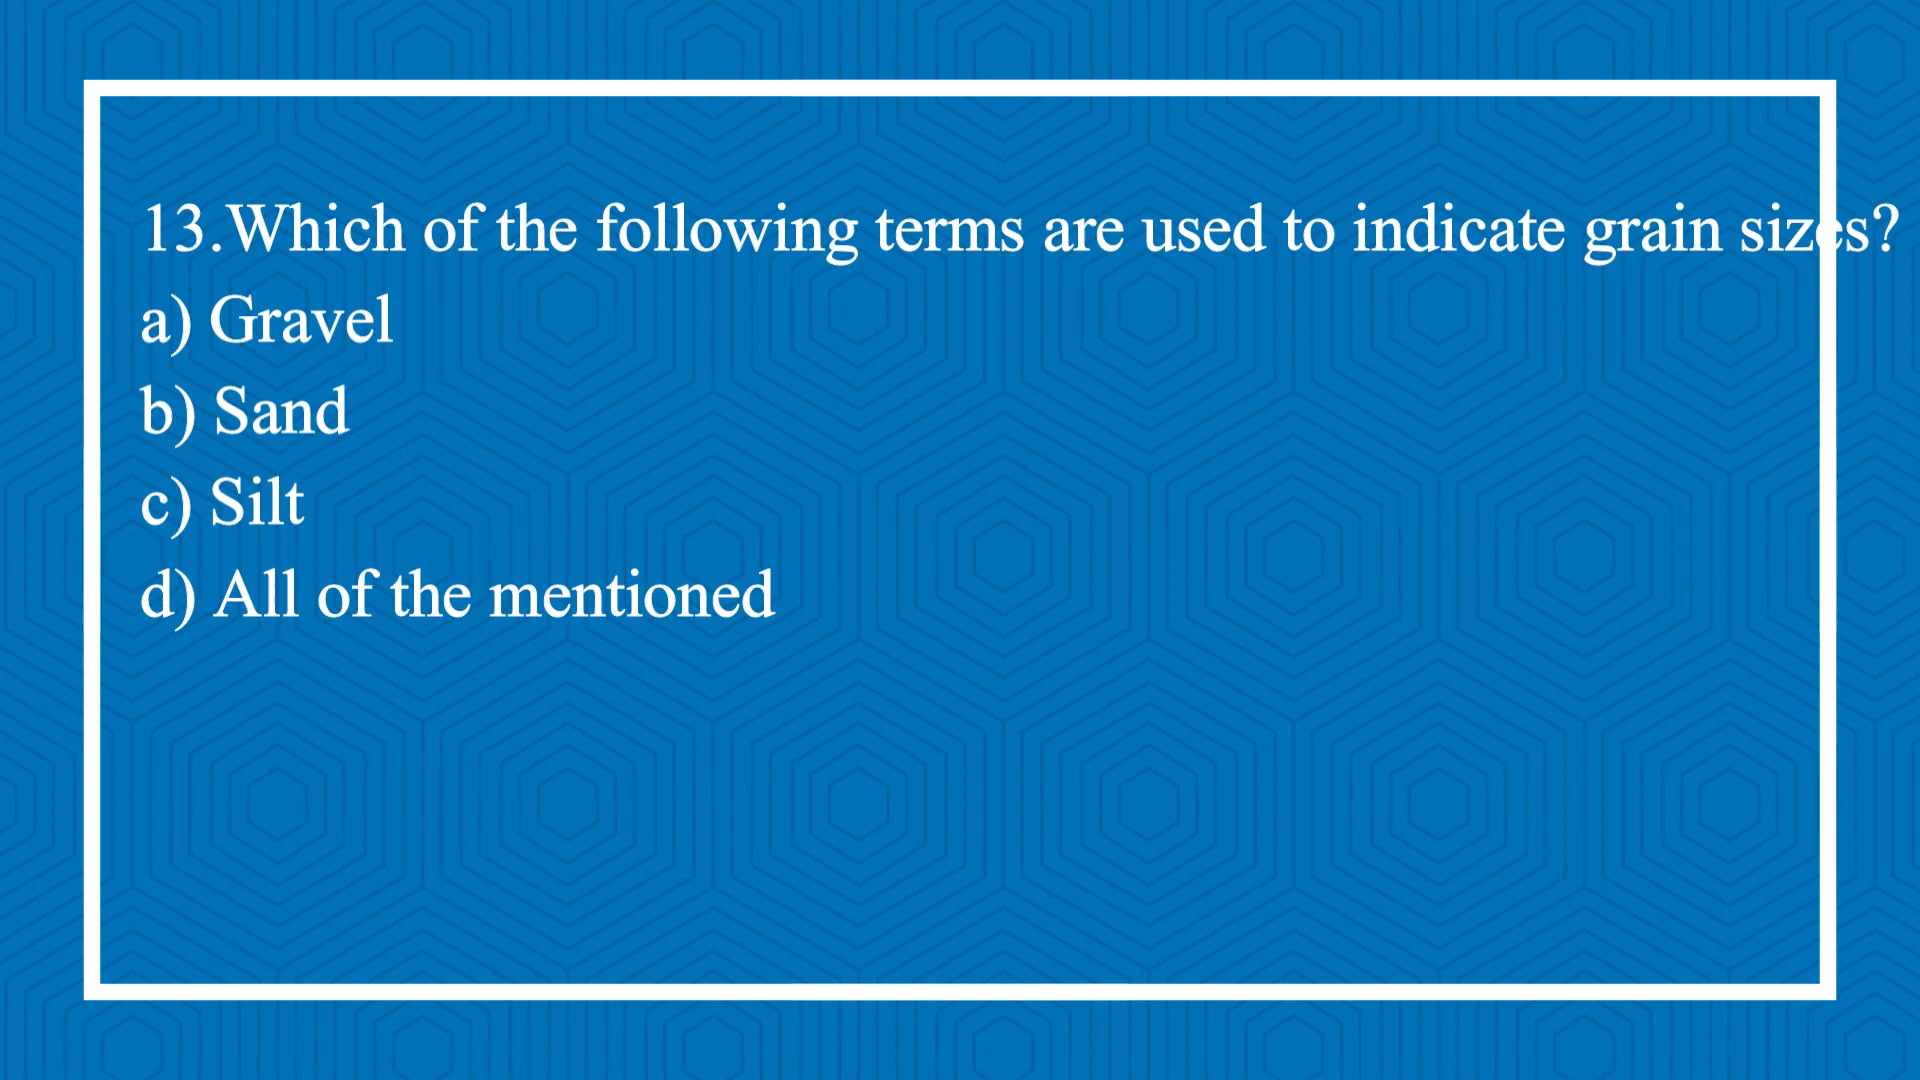 13.Which of the following terms are used to indicate grain sizes?
a) Gravel
b) Sand
c) Silt
d) All of the mentioned